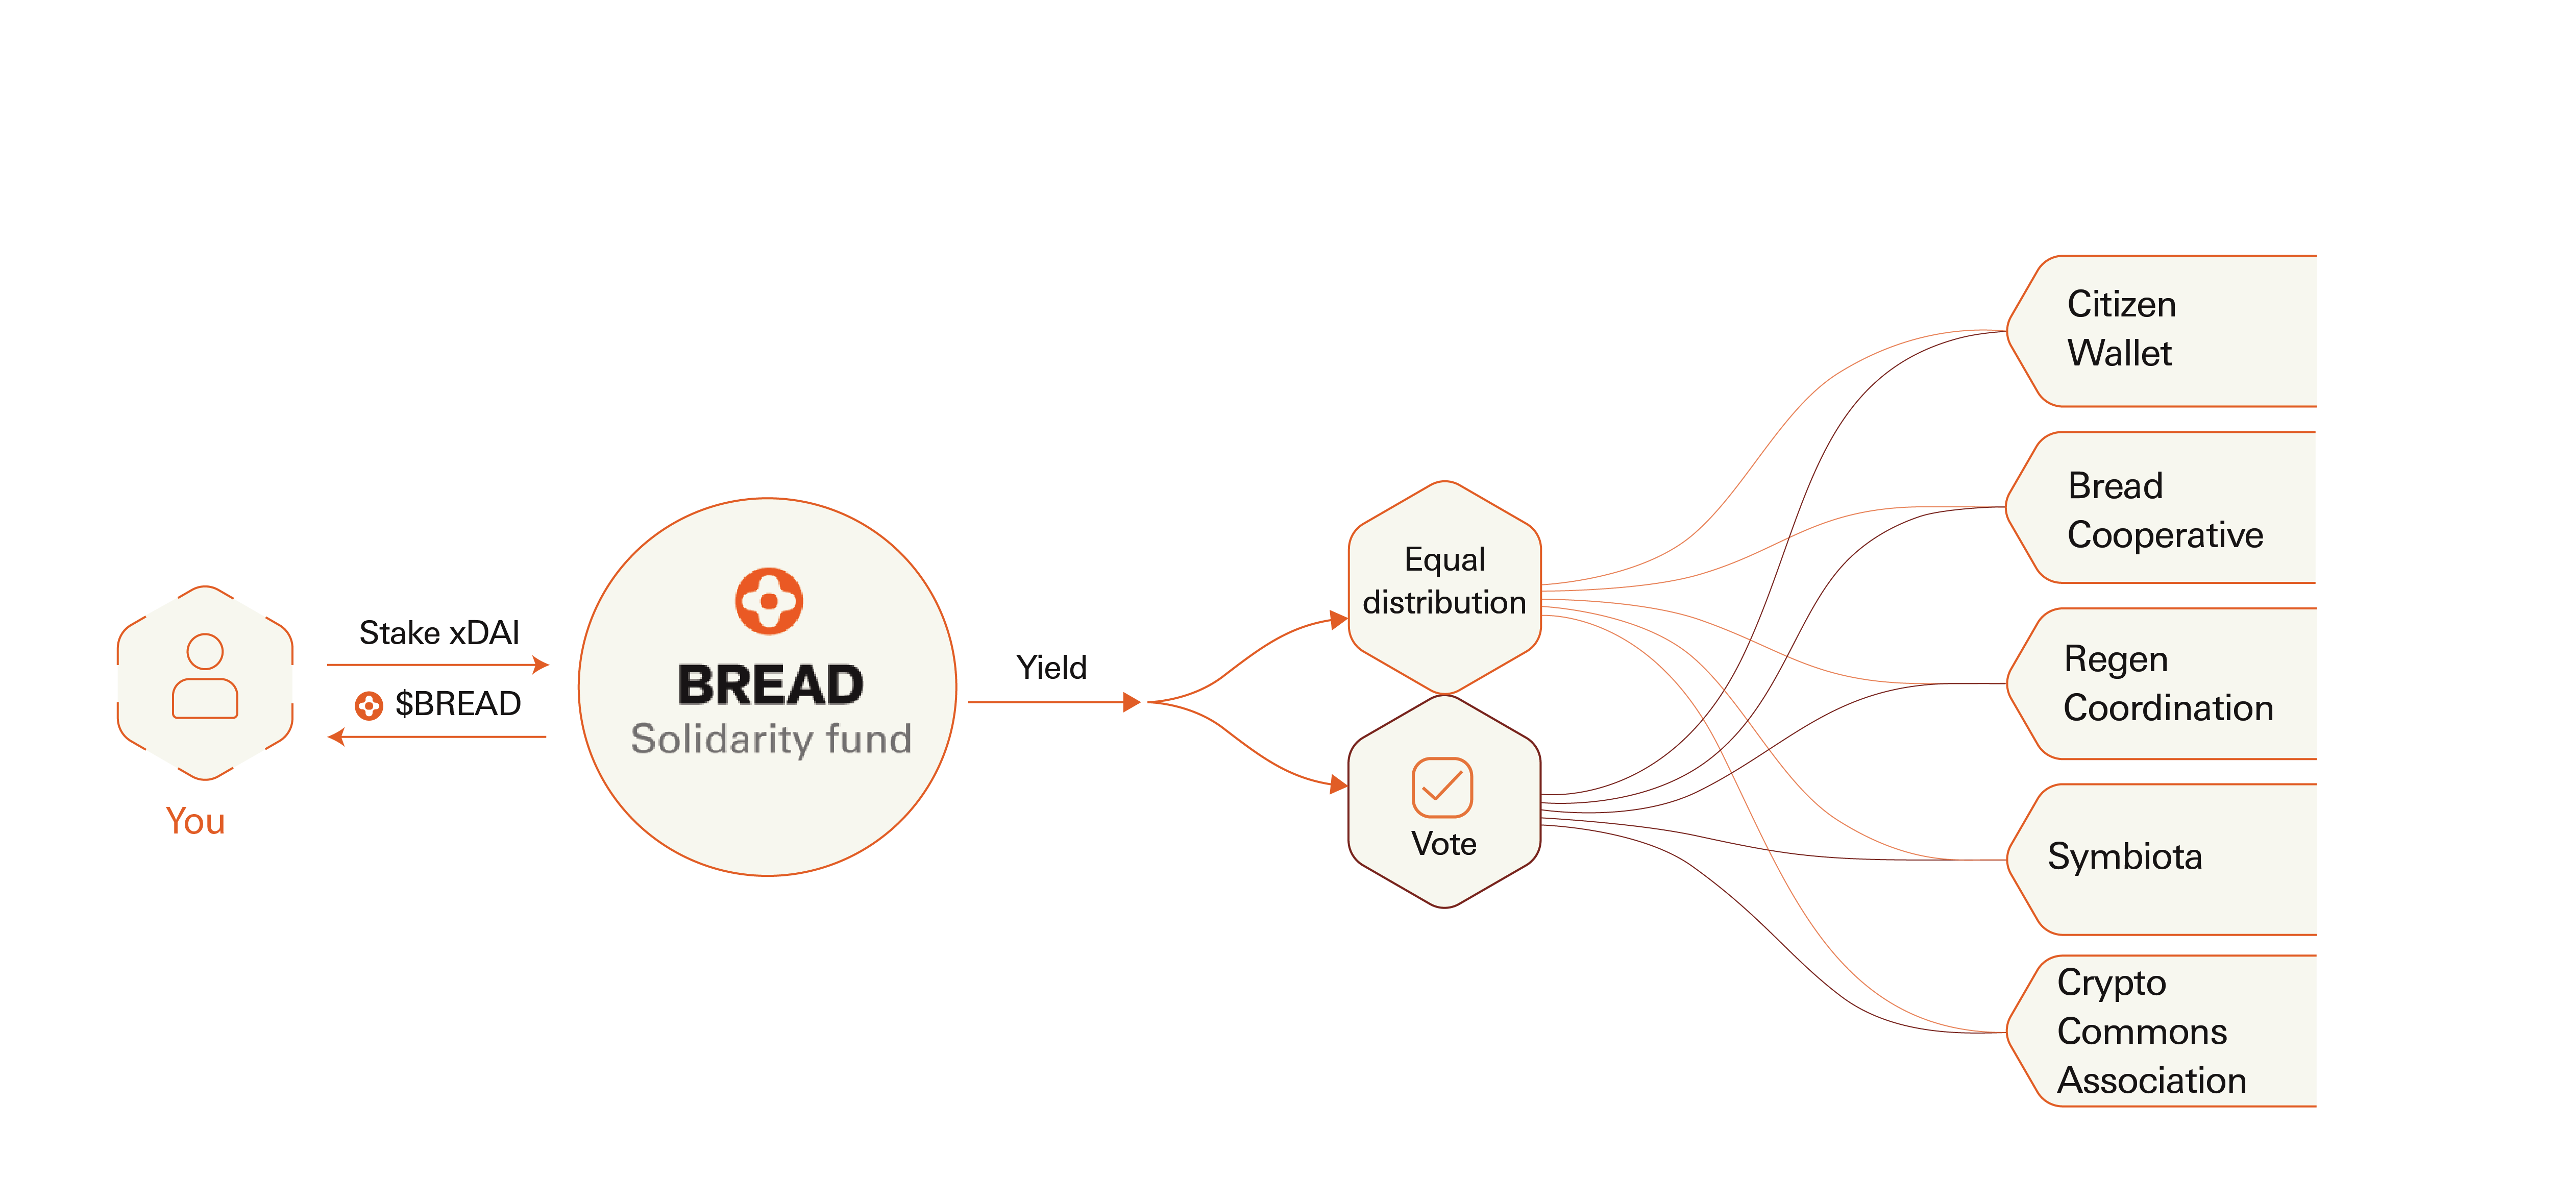 You
Stake xDAI
$BREAD
BREAD
Solidarity fund
Yield
Equal
distribution
Vote
Citizen
Wallet
Bread
Cooperative
Regen
Coordination
Symbiota
Crypto
Commons
Association